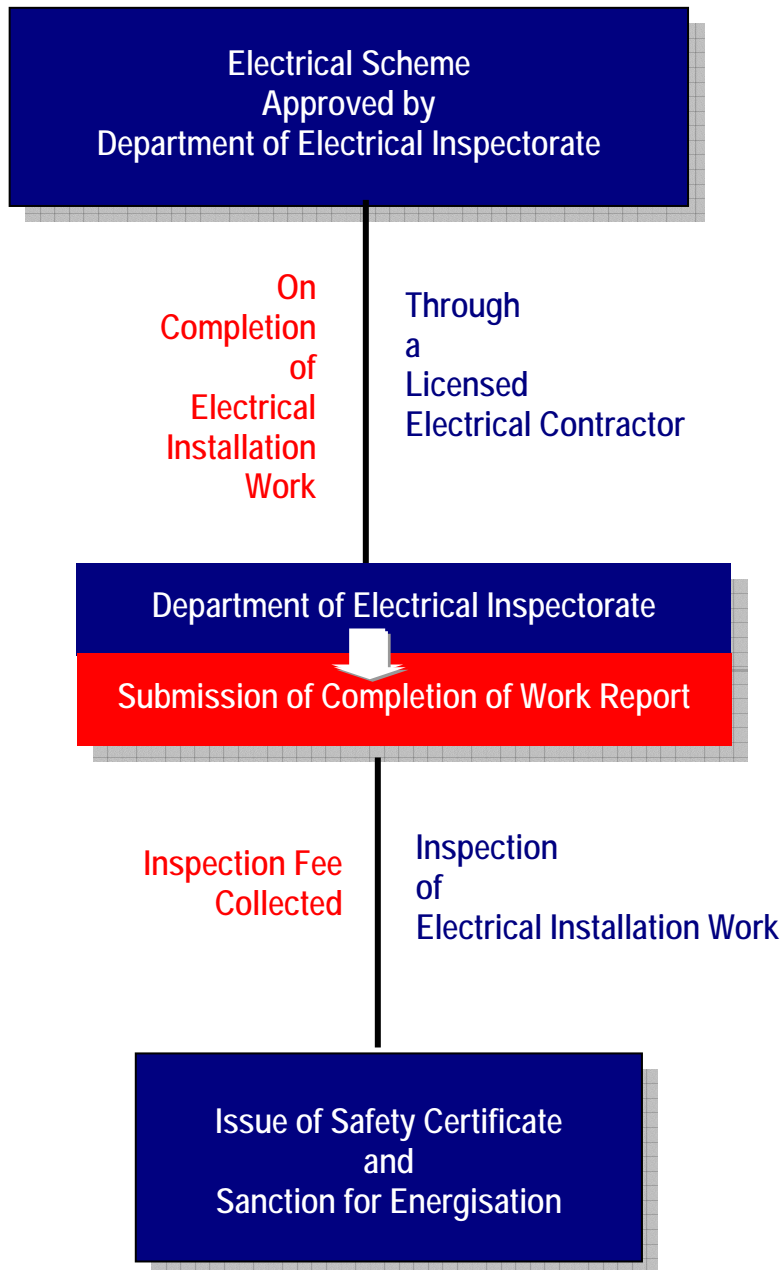 Electrical Scheme
Approved by
Department of Electrical Inspectorate
On
Completion
of
Electrical
Installation
Work
Through
a
Licensed
Electrical Contractor
Department of Electrical Inspectorate
Submission of Completion of Work Report
Inspection Fee
Collected
Inspection
of
Electrical Installation Work
Issue of Safety Certificate
and
Sanction for Energisation